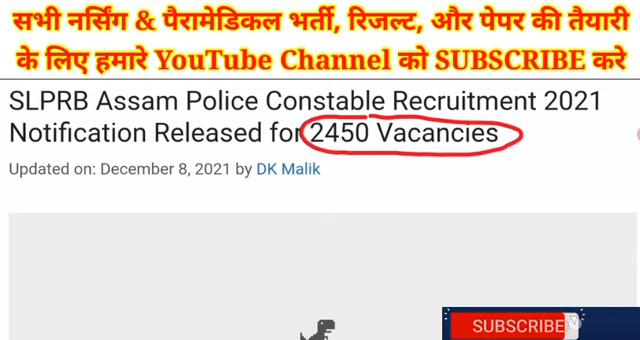 सभी नर्सिंग & पैरामेडिकल भर्ती, रिजल्ट, और पेपर की तैयारी
के लिए हमारे YouTube Channel को SUBSCRIBE करे
SLPRB Assam Police Constable Recruitment 2021
Notification Released for 2450 Vacancies
Updated on: December 8, 2021 by DK Malik
SUBSCRIBE